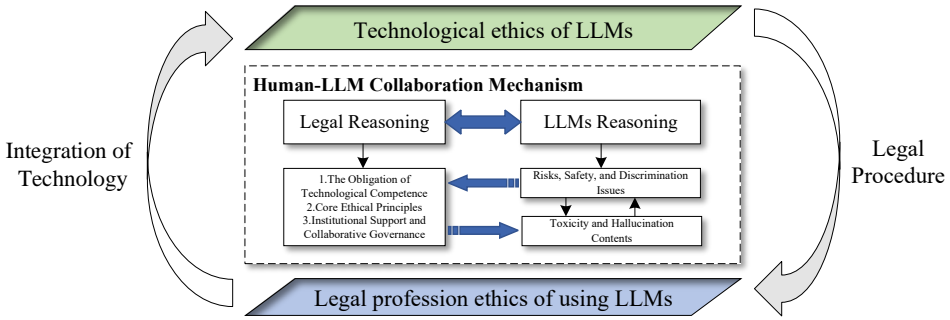 Technological ethics of LLMs
Human-LLM Collaboration Mechanism
Legal Reasoning
LLMs Reasoning
Integration of
Technology
Legal
Procedure
1.The Obligation of
Technological Competence
2.Core Ethical Principles
3.Institutional Support and
Collaborative Governance
Risks, Safety, and Discrimination
Issues
Toxicity and Hallucination
Contents
Legal profession ethics of using LLMs